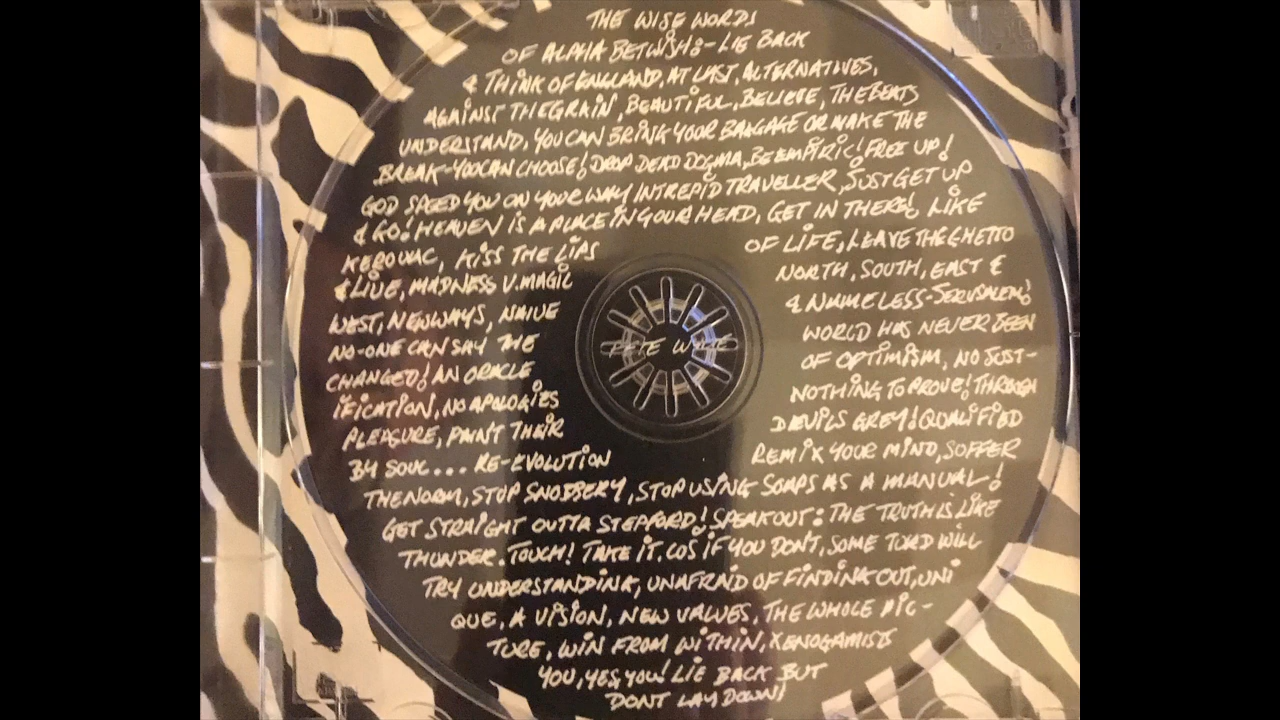 THE WISE WORDS
OF ALPHA BETWISH:- LIE BACK
& THINK OF ENGLAND, AT LAST, ALTERNATIVES,
AGAINST THE GRAIN, BEAUTIFUL, BELIEVE, THE BEATS
UNDERSTAND, YOU CAN BRINK YOUR BAGGAGE OR MAKE THE
BREAK-YOOCAN CHOOSE! DROP DEAD DOGMA, BE EMPIRIC! FREE UP!
GOD SPEED YOU ON YOUR WAY INTREPID TRAVELLER, JUST GET UP
& GO! HEAVEN IS A PLACE IN YOUR HEAD, GET IN THERE! LIKE
KEROUAC, KISS THE LIPS OF LIFE, LEAVE THE GHETTO
& LIVE, MADNESS V. MAGIC NORTH, SOUTH, EAST &
WEST, NEWWAYS, NAIVE & NAMELESS-JERUSALEM!
NO-ONE CAN SAY THE WORLD HAS NEVER BEEN
CHANGED! AN ORACLE OF OPTIMISM, NO JUST-
IFICATION, NO APOLOGIES NOTHING TO PROVE! THROUGH
PLEASURE, PAINT THEIR DEVILS GREY! QUALIFIED
BY SOUL... RE-EVOLUTION REMIX YOUR MIND, SOFFER
THE NORM, STOP SNOBBERY, STOP USING SOAPS AS A MANUAL!
GET STRAIGHT OUTTA STEPFORD! SPEAK OUT: THE TRUTH IS LIKE
THUNDER. TOUCH! TAKE IT. COS IF YOU DON'T, SOME TURD WILL
TRY UNDERSTANDINK, UNAFRAID OF FINDINK OUT, UNI
QUE, A VISION, NEW VALUES, THE WHOLE PIC-
TURE, WIN FROM WITHIN, XENOGAMISTS
YOU, YES, YOU! LIE BACK BUT
DONT LAY DOWN!
PETE WYLIE